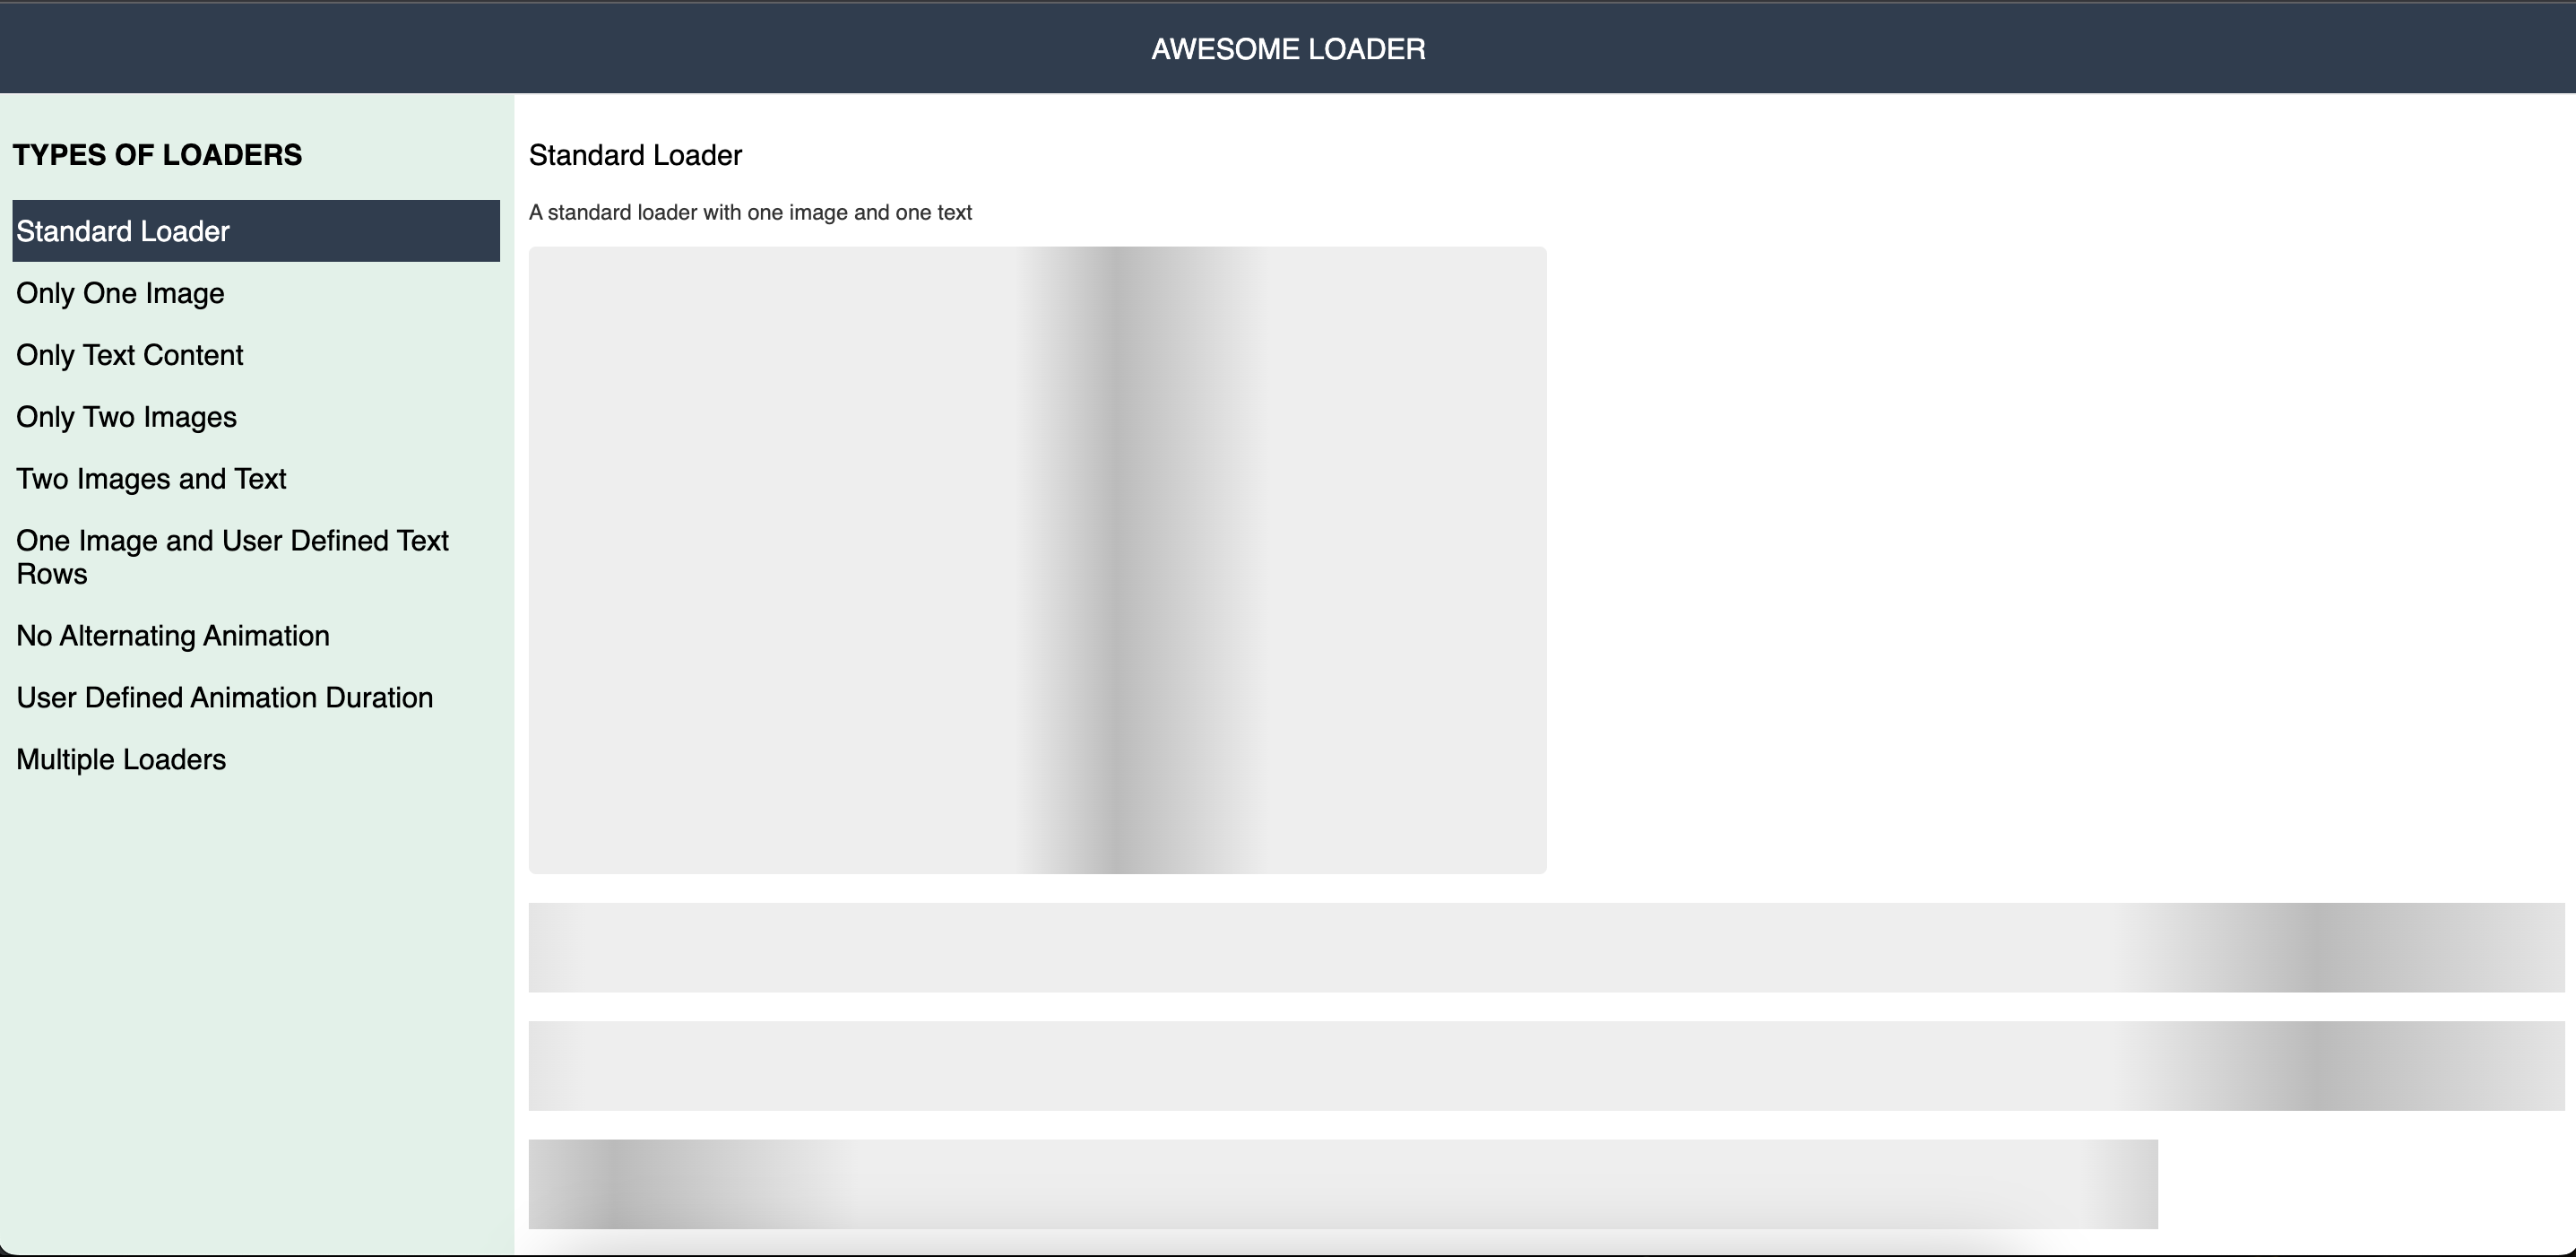 AWESOME LOADER
TYPES OF LOADERS
Standard Loader
Only One Image
Only Text Content
Only Two Images
Two Images and Text
One Image and User Defined Text
Rows
No Alternating Animation
User Defined Animation Duration
Multiple Loaders
Standard Loader
A standard loader with one image and one text